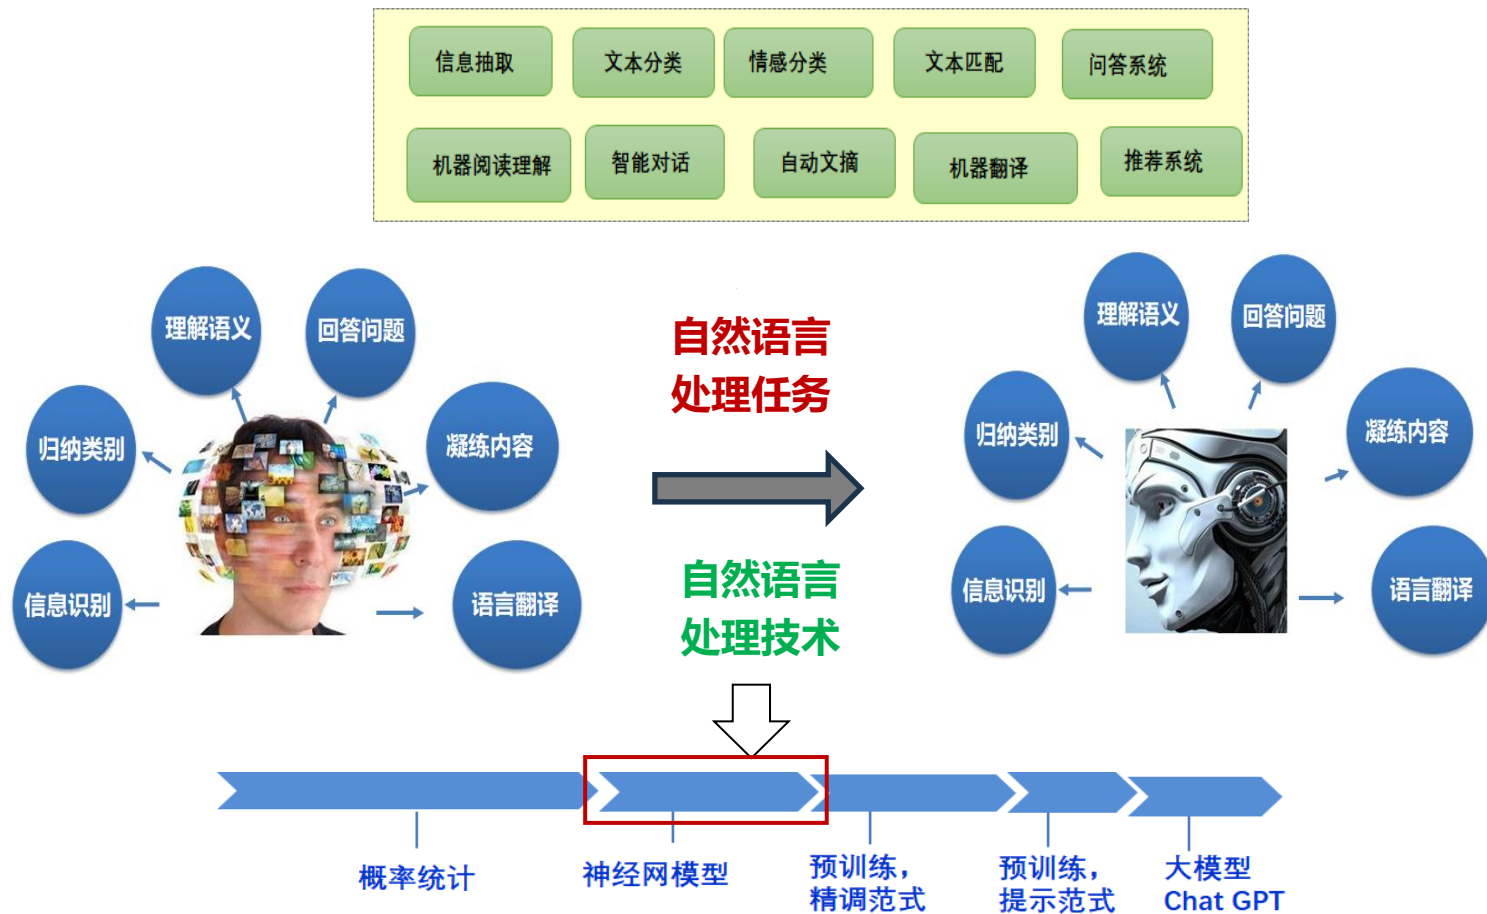 信息抽取
文本分类
情感分类
文本匹配
问答系统
机器阅读理解
智能对话
自动文摘
机器翻译
推荐系统
理解语义
回答问题
归纳类别
凝练内容
信息识别
语言翻译
自然语言
处理任务
自然语言
处理技术
理解语义
回答问题
归纳类别
凝练内容
信息识别
语言翻译
概率统计
神经网模型
预训练，
精调范式
预训练，
提示范式
大模型
Chat GPT